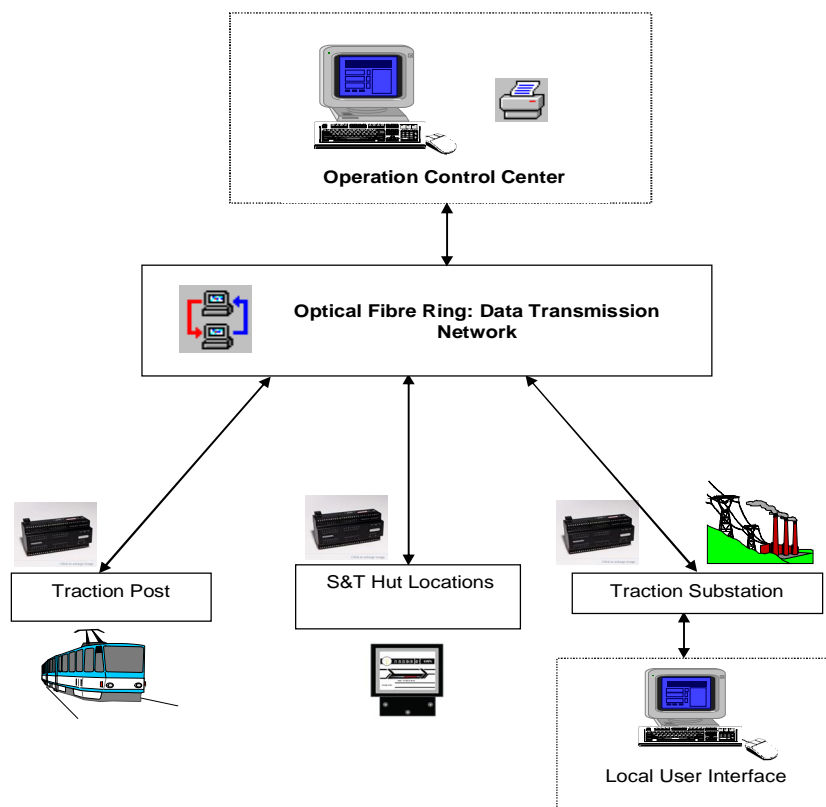 Operation Control Center
Optical Fibre Ring: Data Transmission
Network
Traction Post
S&T Hut Locations
Traction Substation
Local User Interface